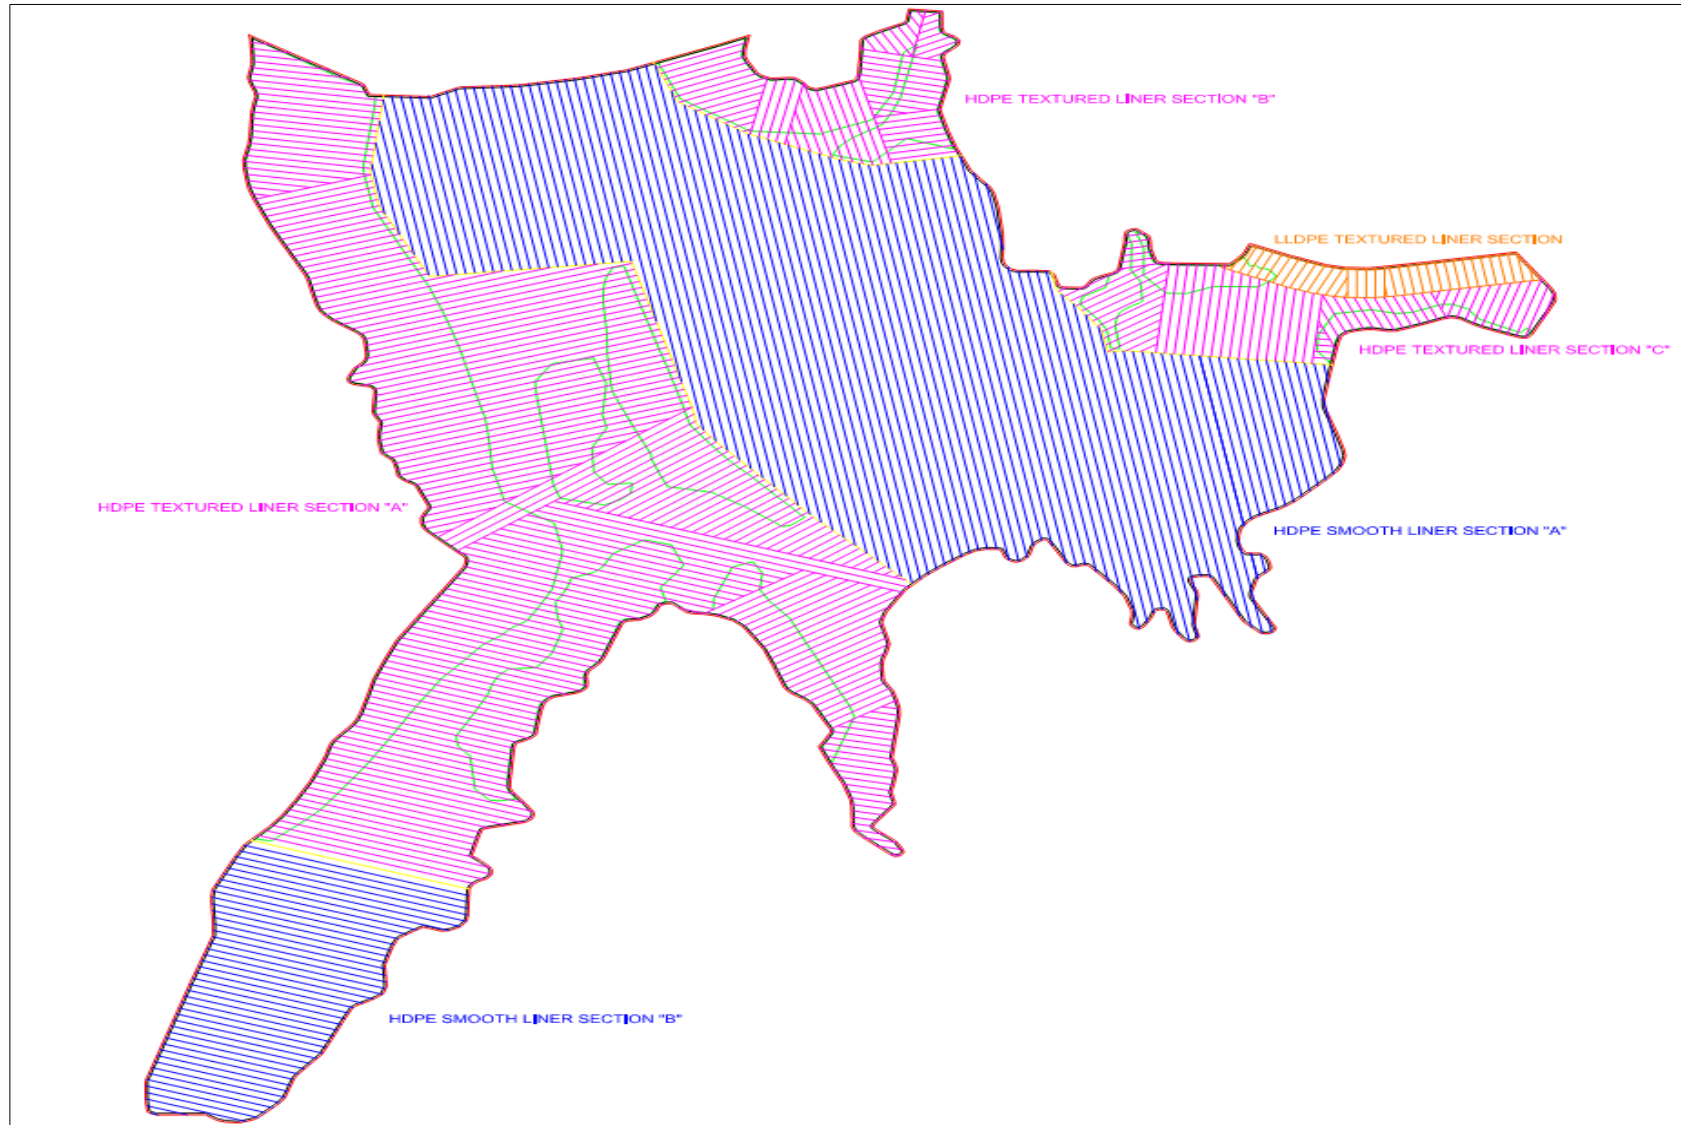 HDPE TEXTURED LINER SECTION "B"
LLDPE TEXTURED LINER SECTION
HDPE TEXTURED LINER SECTION "C"
HDPE TEXTURED LINER SECTION "A"
HDPE SMOOTH LINER SECTION "A"
HDPE SMOOTH LINER SECTION "B"